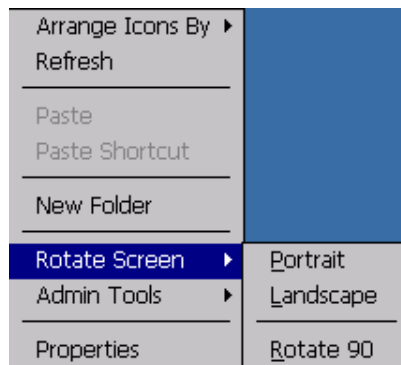 Arrange Icons By
Refresh
Paste
Paste Shortcut
New Folder
Rotate Screen
Admin Tools
Properties
Portrait
Landscape
Rotate 90